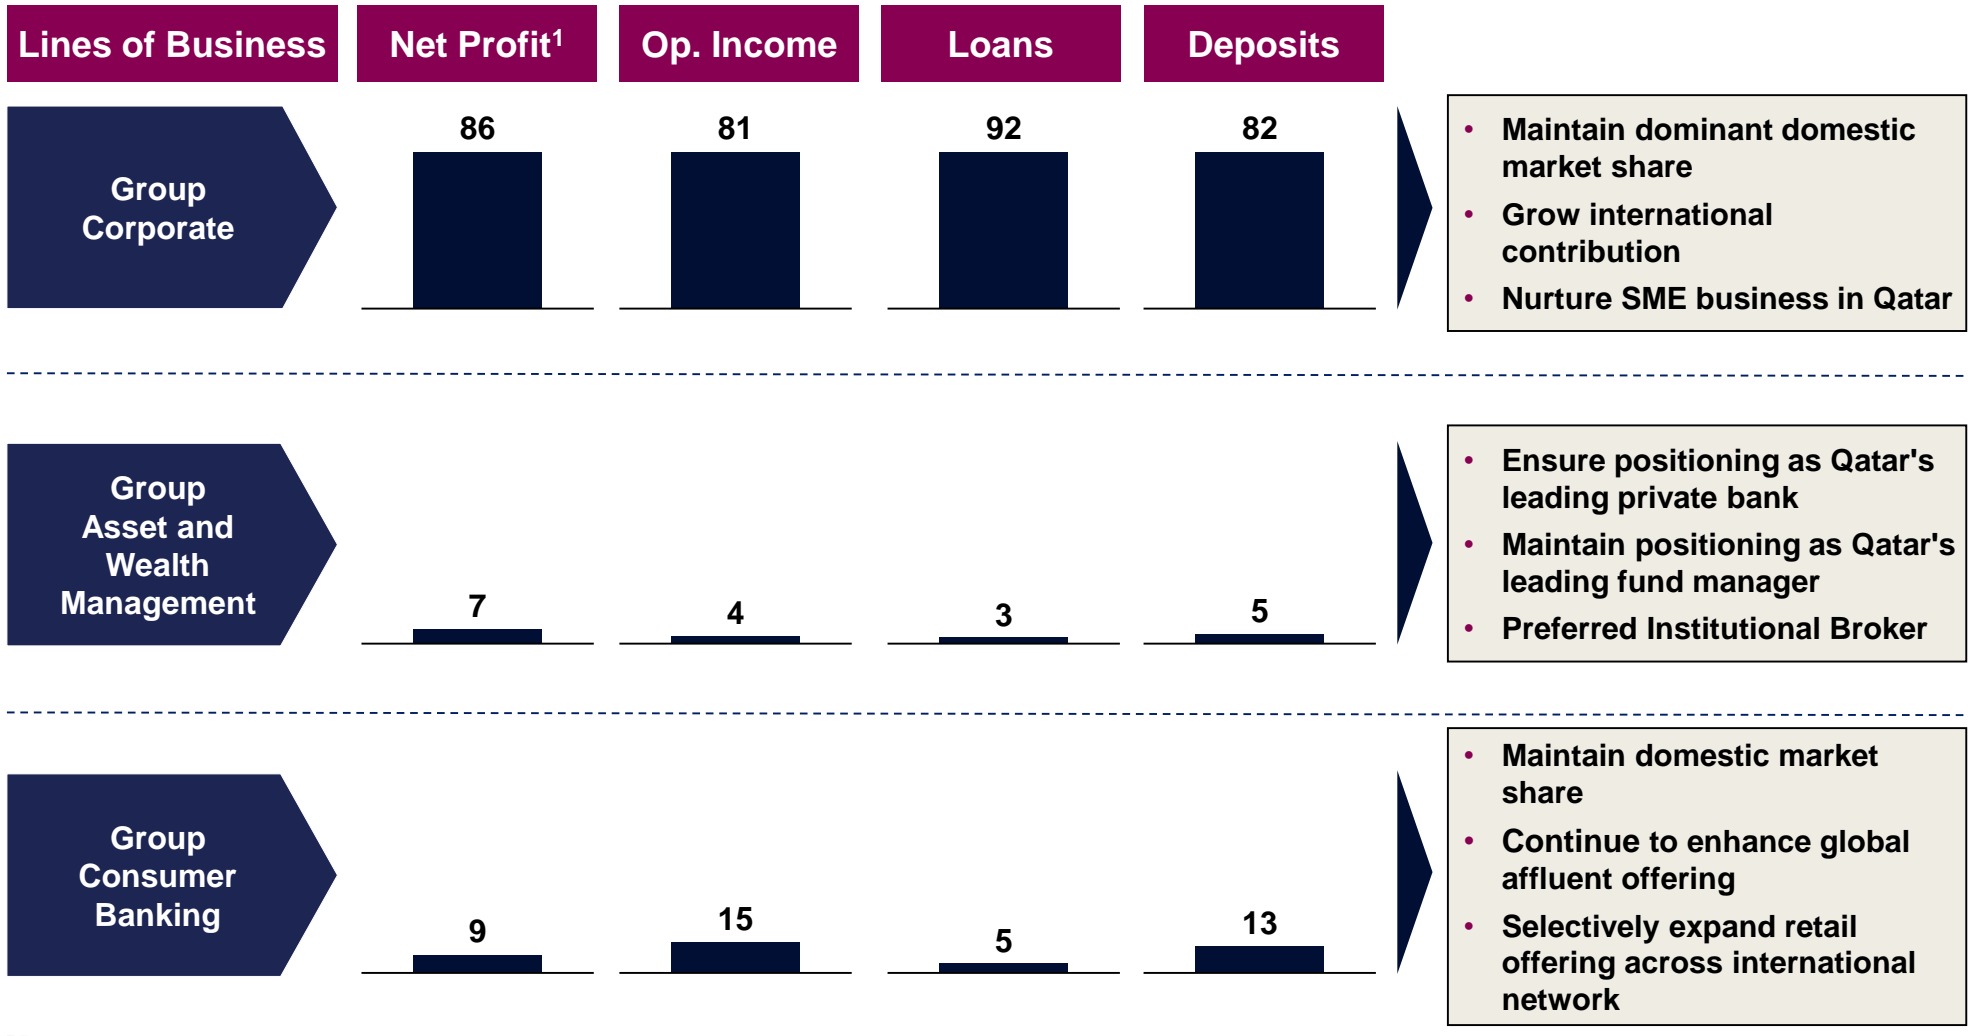 Lines of Business
Net Profit¹
Op. Income
Loans
Deposits
Group
Corporate
86
81
92
82
• Maintain dominant domestic
market share
• Grow international
contribution
• Nurture SME business in Qatar
Group
Asset and
Wealth
Management
7
4
3
5
• Ensure positioning as Qatar's
leading private bank
• Maintain positioning as Qatar's
leading fund manager
• Preferred Institutional Broker
Group
Consumer
Banking
9
15
5
13
• Maintain domestic market
share
• Continue to enhance global
affluent offering
• Selectively expand retail
offering across international
network